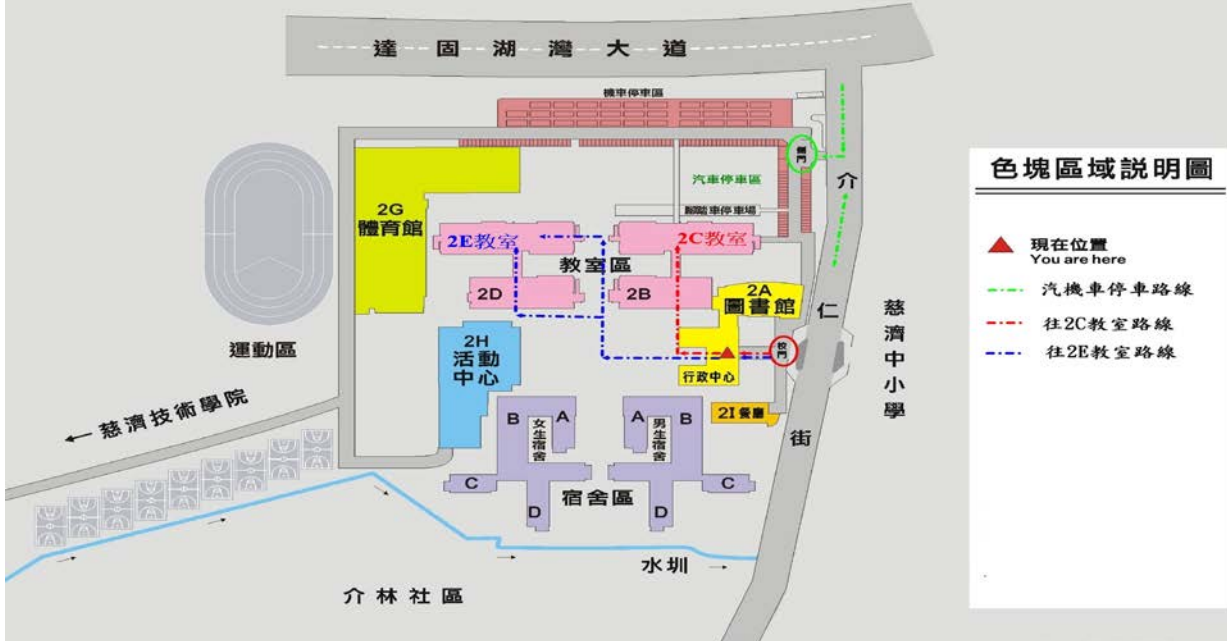 達固湖灣大道
機車停車區
側門
介仁街
汽車停車區
腳踏車停車場
2G
體育館
2E教室
2C教室
教室區
2D
2B
2A
圖書館
校門
行政中心
2H
活動
中心
運動區
慈濟中小學
← 慈濟技術學院
2I 餐廳
B
A
女生宿舍
A
B
男生宿舍
C
D
宿舍區
D
C
水圳
介林社區
色塊區域説明圖
現在位置
You are here
汽機車停車路線
往2C教室路線
往2E教室路線